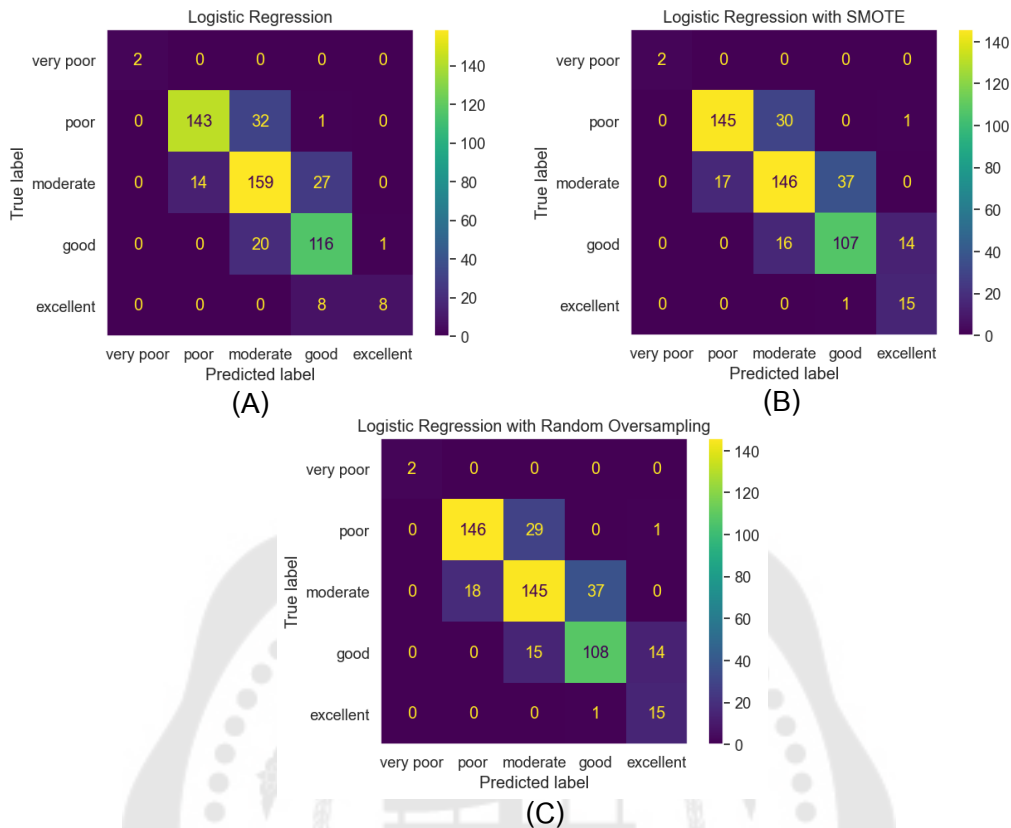 Logistic Regression
very poor 2 0 0 0 0
poor 0 143 32 1 0
moderate 0 14 159 27 0
good 0 0 20 116 1
excellent 0 0 0 8 8
very poor poor moderate good excellent
Predicted label
True label
140
120
100
80
60
40
20
0
(A)
Logistic Regression with SMOTE
very poor 2 0 0 0 0
poor 0 145 30 0 1
moderate 0 17 146 37 0
good 0 0 16 107 14
excellent 0 0 0 1 15
very poor poor moderate good excellent
Predicted label
True label
140
120
100
80
60
40
20
0
(B)
Logistic Regression with Random Oversampling
very poor 2 0 0 0 0
poor 0 146 29 0 1
moderate 0 18 145 37 0
good 0 0 15 108 14
excellent 0 0 0 1 15
very poor poor moderate good excellent
Predicted label
True label
140
120
100
80
60
40
20
0
(C)